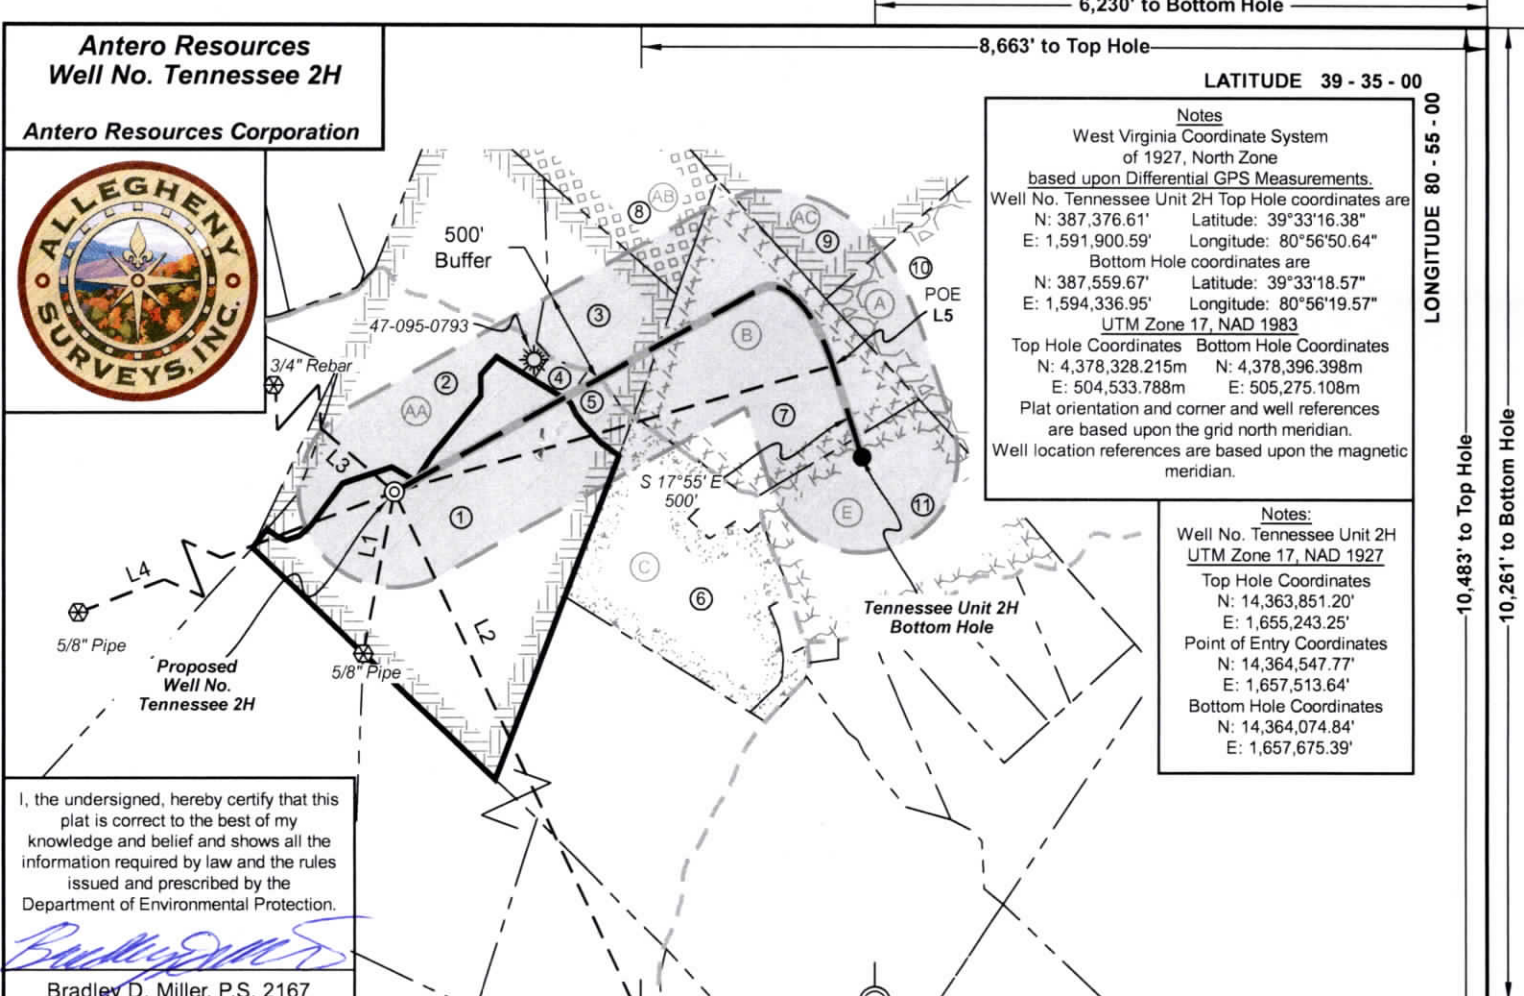 6,230' to Bottom Hole
8,663' to Top Hole
Antero Resources
Well No. Tennessee 2H
Antero Resources Corporation
LATITUDE 39 - 35 - 00
LONGITUDE 80 - 55 - 00
ALLEGHENY
SURVEYS, INC.
Notes
West Virginia Coordinate System
of 1927, North Zone
based upon Differential GPS Measurements.
Well No. Tennessee Unit 2H Top Hole coordinates are
N: 387,376.61' Latitude: 39°33'16.38"
E: 1,591,900.59' Longitude: 80°56'50.64"
Bottom Hole coordinates are
N: 387,559.67' Latitude: 39°33'18.57"
E: 1,594,336.95' Longitude: 80°56'19.57"
UTM Zone 17, NAD 1983
Top Hole Coordinates Bottom Hole Coordinates
N: 4,378,328.215m N: 4,378,396.398m
E: 504,533.788m E: 505,275.108m
Plat orientation and corner and well references
are based upon the grid north meridian.
Well location references are based upon the magnetic
meridian.
Notes:
Well No. Tennessee Unit 2H
UTM Zone 17, NAD 1927
Top Hole Coordinates
N: 14,363,851.20'
E: 1,655,243.25'
Point of Entry Coordinates
N: 14,364,547.77'
E: 1,657,513.64'
Bottom Hole Coordinates
N: 14,364,074.84'
E: 1,657,675.39'
10,483' to Top Hole
10,261' to Bottom Hole
AB
8
AC
9
10
500'
Buffer
POE
L5
A
3
47-095-0793
B
3/4" Rebar
2
4
AA
5
7
L3
S 17°55' E
500'
1
E
11
L1
C
L4
6
L2
5/8" Pipe
5/8" Pipe
Proposed
Well No.
Tennessee 2H
Tennessee Unit 2H
Bottom Hole
I, the undersigned, hereby certify that this
plat is correct to the best of my
knowledge and belief and shows all the
information required by law and the rules
issued and prescribed by the
Department of Environmental Protection.
Bradley D. Miller, P.S. 2167